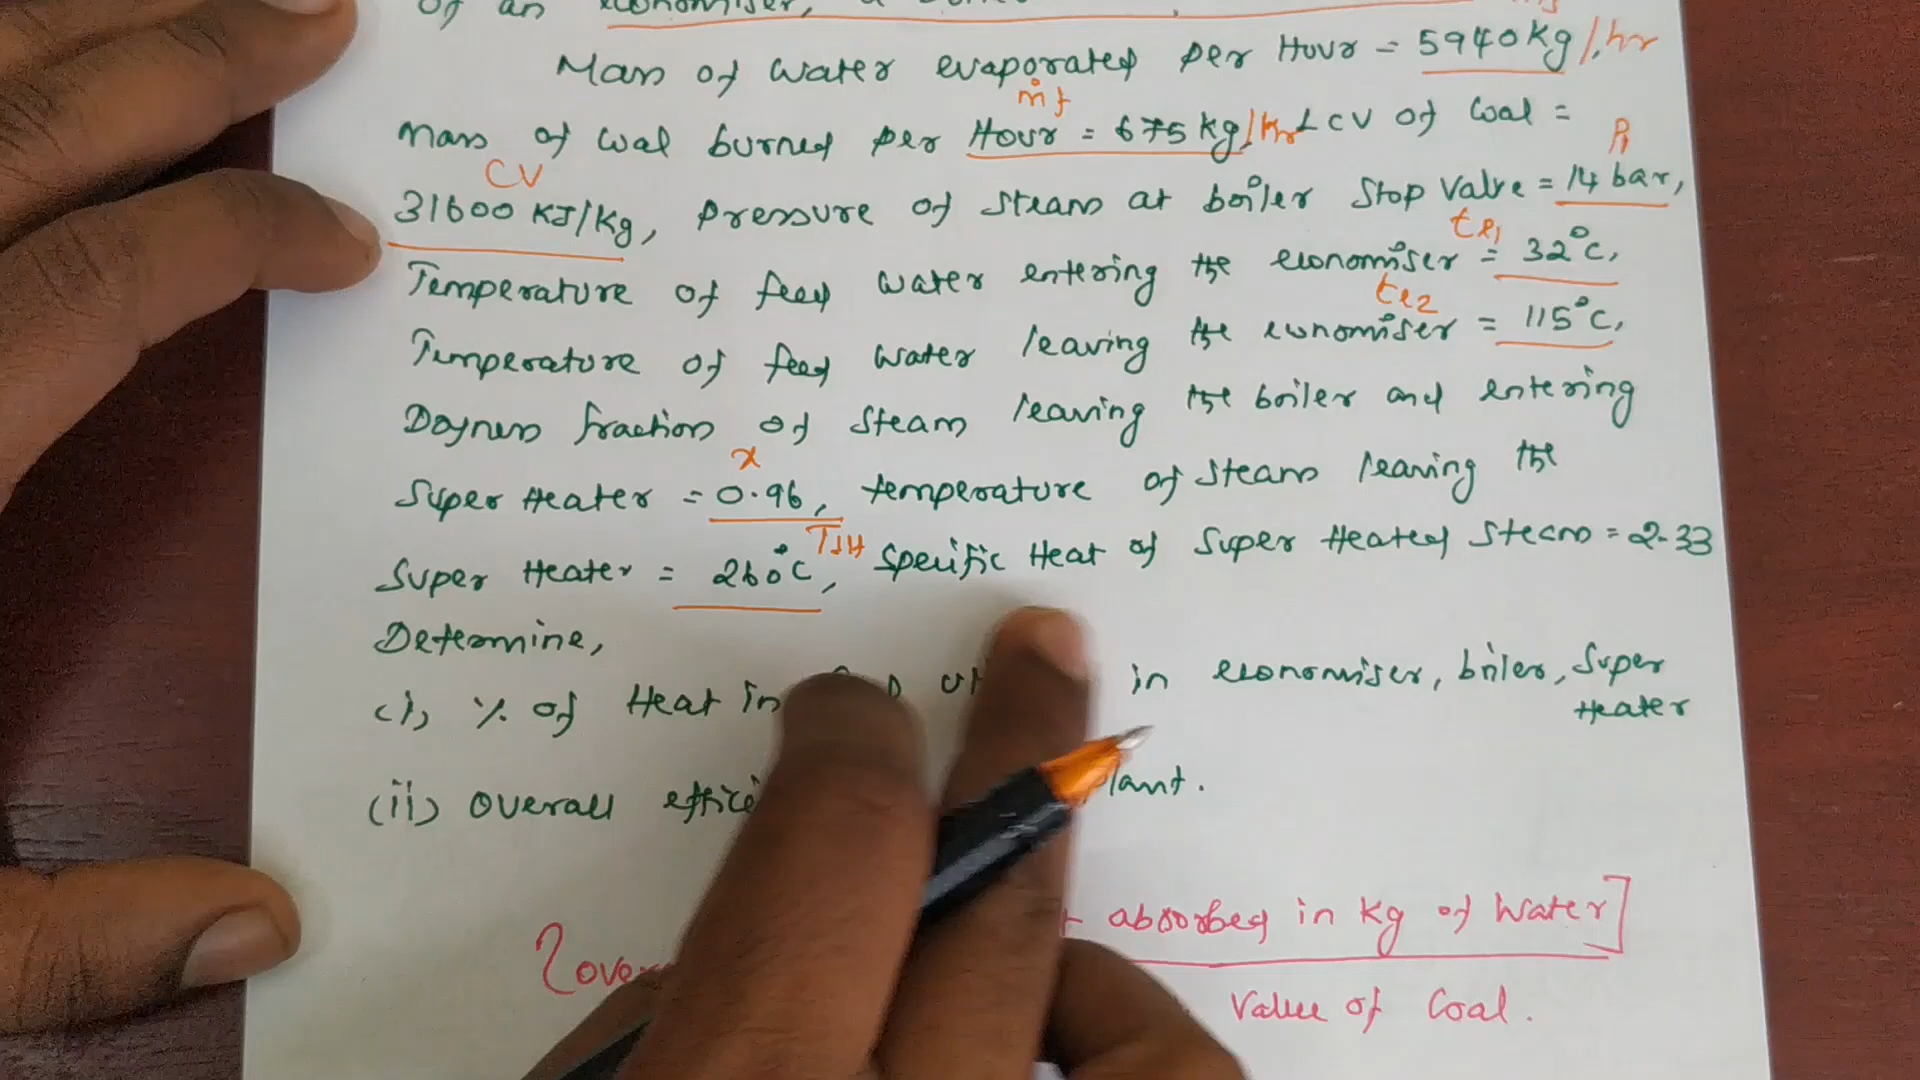 of an economiser, a
Mass of water evaporated per Hour = 5940 kg/hr
ṁf
Mass of Coal burned per Hour = 675 kg/hr LCV of Coal =
CV P1
31600 KJ/Kg, Pressure of steam at boiler Stop Valve = 14 bar,
te1
Temperature of feed water entering the economiser = 32°C,
te2
Temperature of feed water leaving the economiser = 115°C,
Dryness fraction of steam leaving the boiler and entering
x
Super Heater = 0.96, temperature of steam leaving the
TSH
Super Heater = 260°C, Specific Heat of Super Heated Steam = 2.33
Determine,
(i), % of Heat in in economiser, boiler, Super
Heater
(ii) Overall
absorbed in Kg of Water]
Value of Coal.